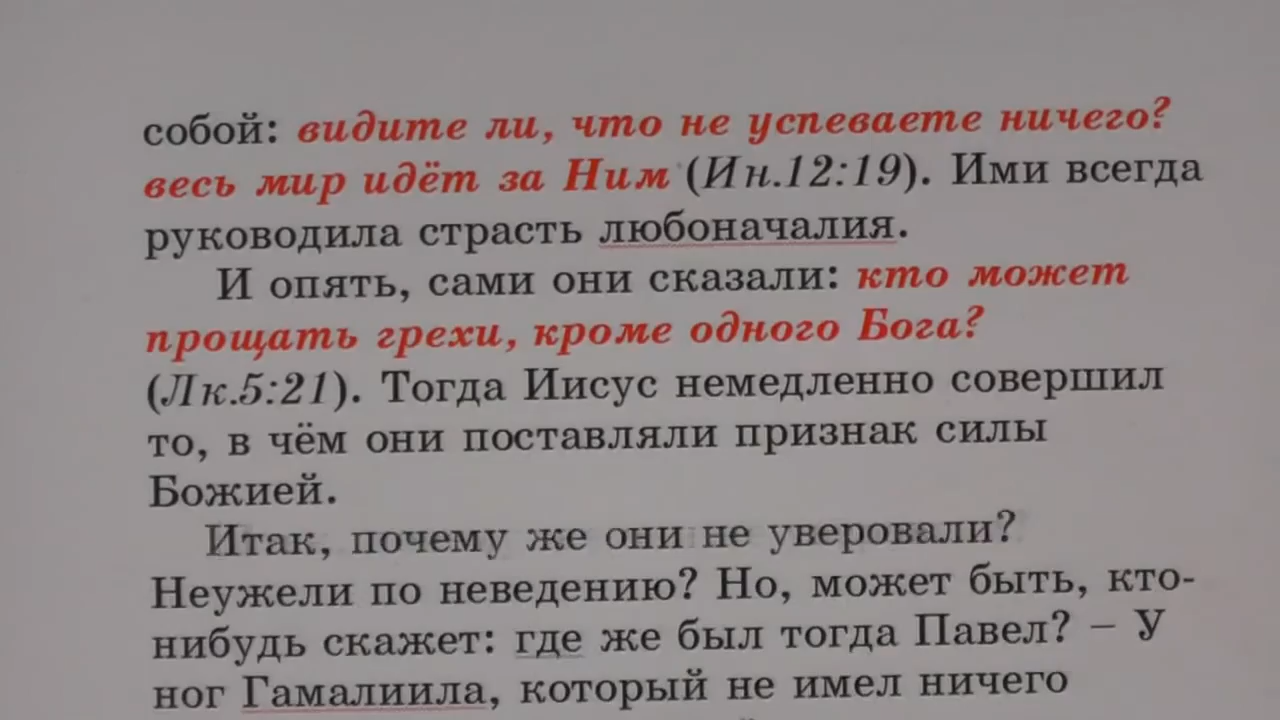 собой: видите ли, что не успеваете ничего?
весь мир идёт за Ним (Ин.12:19). Ими всегда
руководила страсть любоначалия.
И опять, сами они сказали: кто может
прощать грехи, кроме одного Бога?
(Лк.5:21). Тогда Иисус немедленно совершил
то, в чём они поставляли признак силы
Божией.
Итак, почему же они не уверовали?
Неужели по неведению? Но, может быть, кто-
нибудь скажет: где же был тогда Павел? – У
ног Гамалиила, который не имел ничего